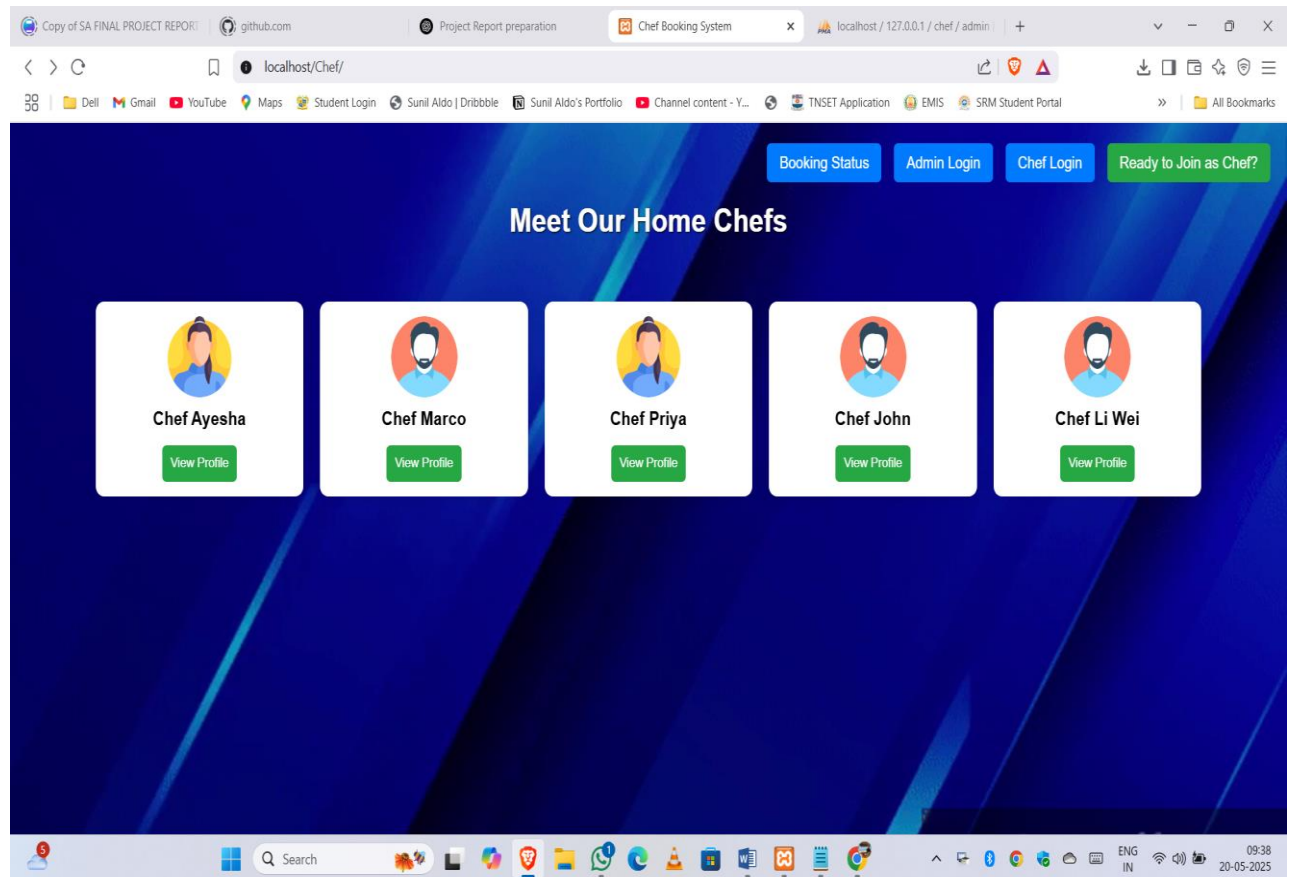 Copy of SA FINAL PROJECT REPORT github.com Project Report preparation Chef Booking System localhost / 127.0.0.1 / chef / admin
localhost/Chef/
Dell Gmail YouTube Maps Student Login Sunil Aldo | Dribbble Sunil Aldo's Portfolio Channel content - Y... TNSET Application EMIS SRM Student Portal » All Bookmarks
Booking Status Admin Login Chef Login Ready to Join as Chef?
Meet Our Home Chefs
Chef Ayesha Chef Marco Chef Priya Chef John Chef Li Wei
View Profile View Profile View Profile View Profile View Profile
5 Search 1 ENG 09:38
IN 20-05-2025